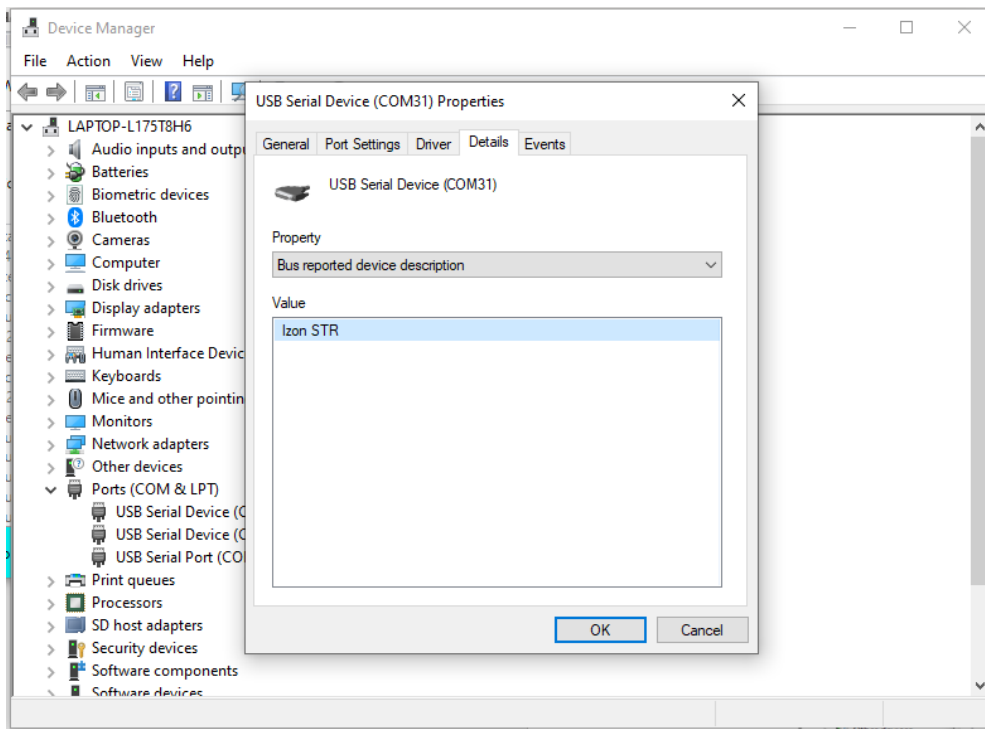 Device Manager
File Action View Help
LAPTOP-L175T8H6
Audio inputs and outp
Batteries
Biometric devices
Bluetooth
Cameras
Computer
Disk drives
Display adapters
Firmware
Human Interface Devic
Keyboards
Mice and other pointin
Monitors
Network adapters
Other devices
Ports (COM & LPT)
USB Serial Device (C
USB Serial Device (C
USB Serial Port (CO
Print queues
Processors
SD host adapters
Security devices
Software components
Software devices
USB Serial Device (COM31) Properties
General Port Settings Driver Details Events
USB Serial Device (COM31)
Property
Bus reported device description
Value
Izon STR
OK Cancel